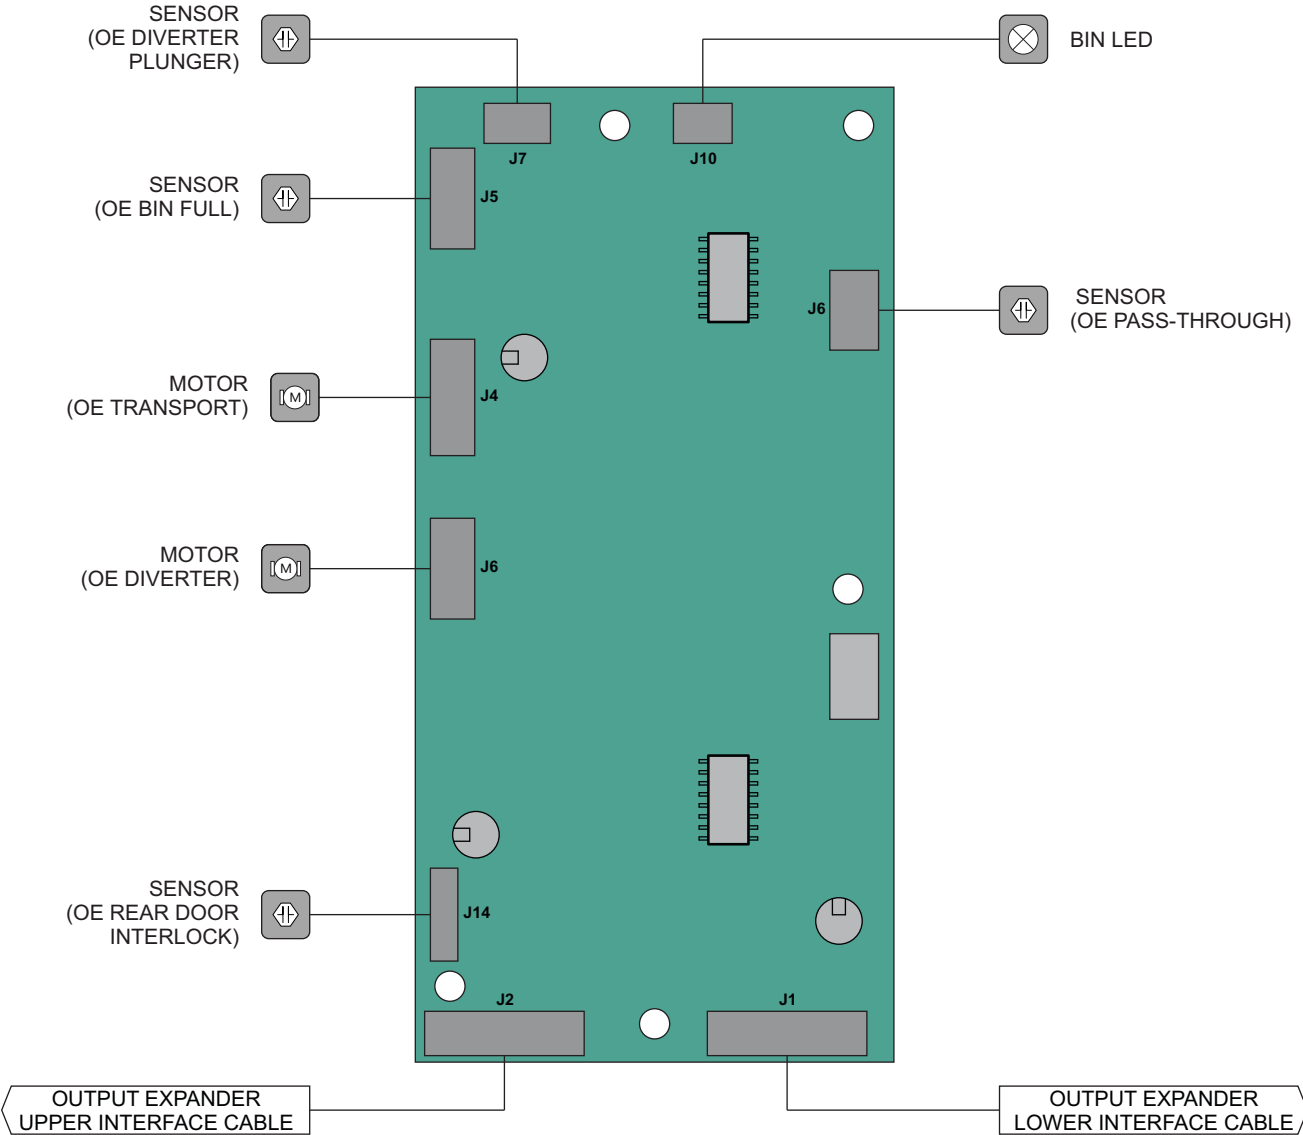 SENSOR
(OE DIVERTER
PLUNGER)
BIN LED
J7
J10
SENSOR
(OE BIN FULL)
J5
SENSOR
(OE PASS-THROUGH)
J6
MOTOR
(OE TRANSPORT)
M
J4
MOTOR
(OE DIVERTER)
M
J6
SENSOR
(OE REAR DOOR
INTERLOCK)
J14
J2
J1
OUTPUT EXPANDER
UPPER INTERFACE CABLE
OUTPUT EXPANDER
LOWER INTERFACE CABLE